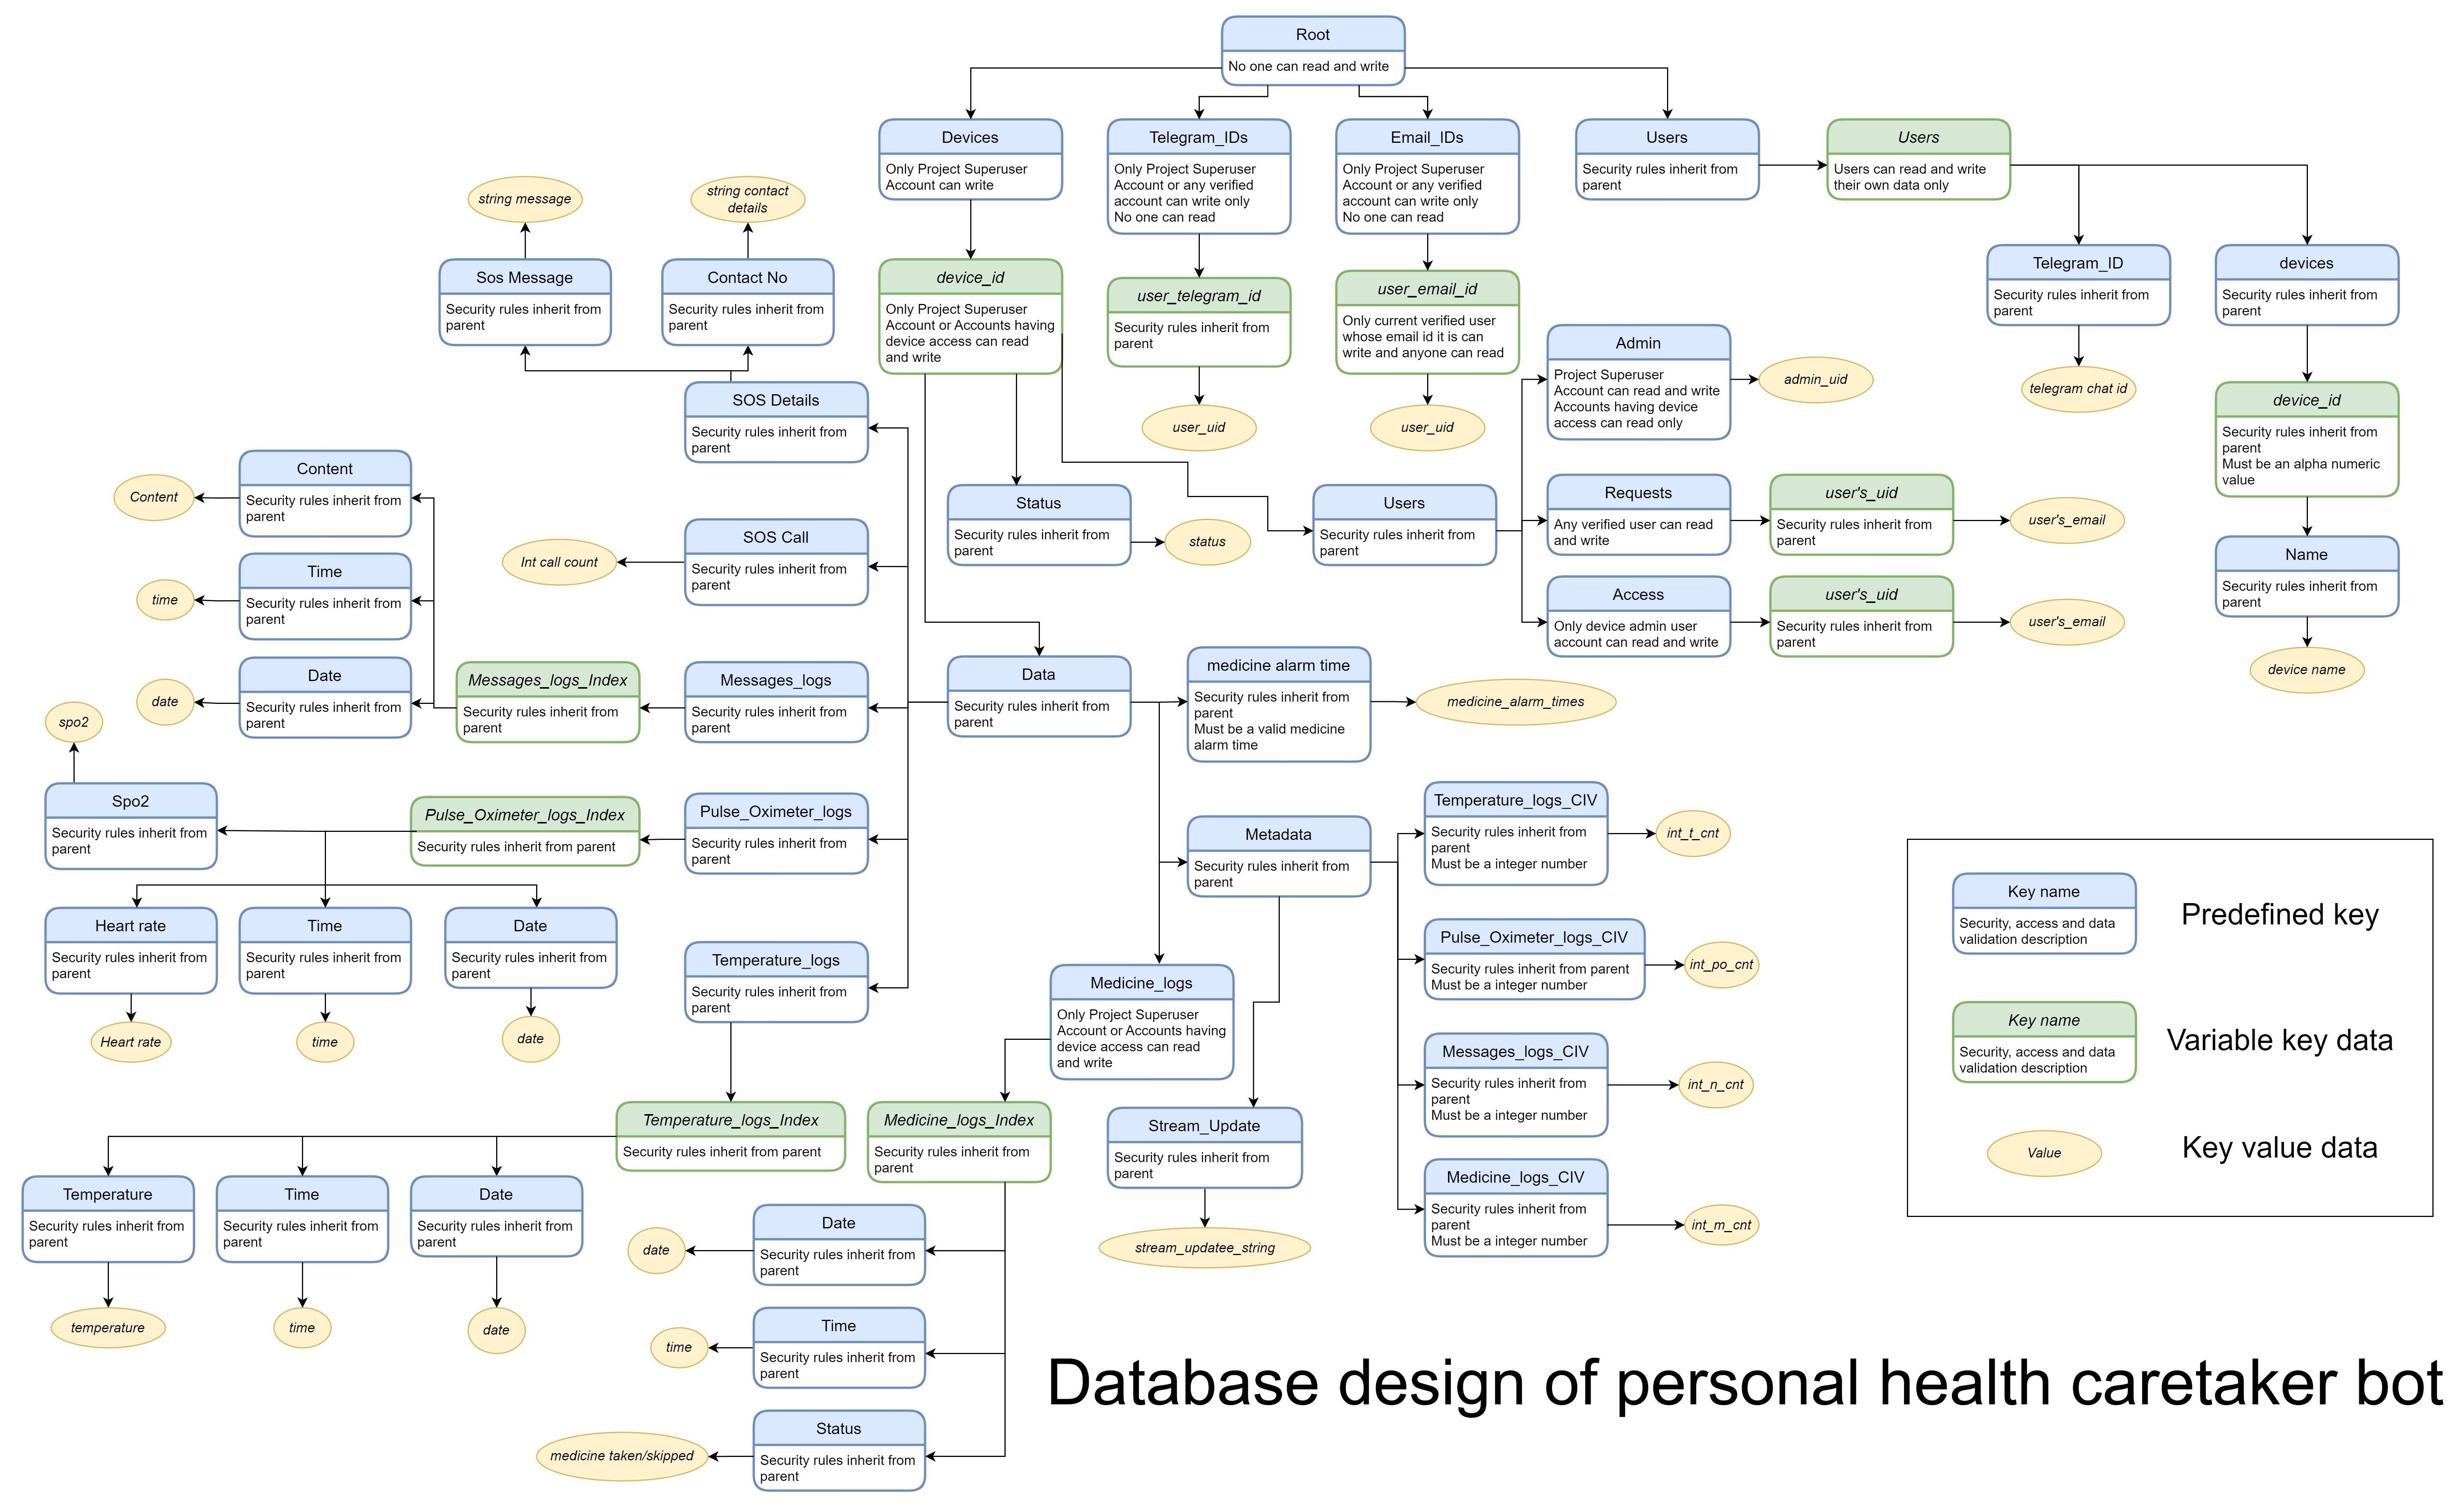 Root
No one can read and write
Devices
Only Project Superuser
Account can write
Telegram_IDs
Only Project Superuser
Account or any verified
account can write only
No one can read
Email_IDs
Only Project Superuser
Account or any verified
account can write only
No one can read
Users
Security rules inherit from
parent
Users
Users can read and write
their own data only
string message
string contact
details
Sos Message
Security rules inherit from
parent
Contact No
Security rules inherit from
parent
device_id
Only Project Superuser
Account or Accounts having
device access can read
and write
user_telegram_id
Security rules inherit from
parent
user_email_id
Only current verified user
whose email id it is can
write and anyone can read
Telegram_ID
Security rules inherit from
parent
devices
Security rules inherit from
parent
Admin
Project Superuser
Account can read and write
Accounts having device
access can read only
admin_uid
telegram chat id
device_id
Security rules inherit from
parent
Must be an alpha numeric
value
SOS Details
Security rules inherit from
parent
user_uid
user_uid
Content
Security rules inherit from
parent
Content
Status
Security rules inherit from
parent
status
Users
Security rules inherit from
parent
Requests
Any verified user can read
and write
user's_uid
Security rules inherit from
parent
user's_email
SOS Call
Security rules inherit from
parent
Int call count
Time
Security rules inherit from
parent
time
Access
Only device admin user
account can read and write
user's_uid
Security rules inherit from
parent
user's_email
Name
Security rules inherit from
parent
device name
Date
Security rules inherit from
parent
date
Messages_logs_Index
Security rules inherit from
parent
Messages_logs
Security rules inherit from
parent
Data
Security rules inherit from
parent
medicine alarm time
Security rules inherit from
parent
Must be a valid medicine
alarm time
medicine_alarm_times
spo2
Spo2
Security rules inherit from
parent
Pulse_Oximeter_logs_Index
Security rules inherit from parent
Pulse_Oximeter_logs
Security rules inherit from
parent
Metadata
Security rules inherit from
parent
Temperature_logs_CIV
Security rules inherit from
parent
Must be a integer number
int_t_cnt
Heart rate
Security rules inherit from
parent
Time
Security rules inherit from
parent
Date
Security rules inherit from
parent
Heart rate
time
date
Temperature_logs
Security rules inherit from
parent
Medicine_logs
Only Project Superuser
Account or Accounts having
device access can read
and write
Pulse_Oximeter_logs_CIV
Security rules inherit from parent
Must be a integer number
int_po_cnt
Messages_logs_CIV
Security rules inherit from
parent
Must be a integer number
int_n_cnt
Key name
Security, access and data
validation description
Predefined key
Key name
Security, access and data
validation description
Variable key data
Value
Key value data
Temperature_logs_Index
Security rules inherit from parent
Medicine_logs_Index
Security rules inherit from
parent
Stream_Update
Security rules inherit from
parent
stream_updatee_string
Medicine_logs_CIV
Security rules inherit from
parent
Must be a integer number
int_m_cnt
Temperature
Security rules inherit from
parent
Time
Security rules inherit from
parent
Date
Security rules inherit from
parent
temperature
time
date
Date
Security rules inherit from
parent
date
Time
Security rules inherit from
parent
time
Status
Security rules inherit from
parent
medicine taken/skipped
Database design of personal health caretaker bot